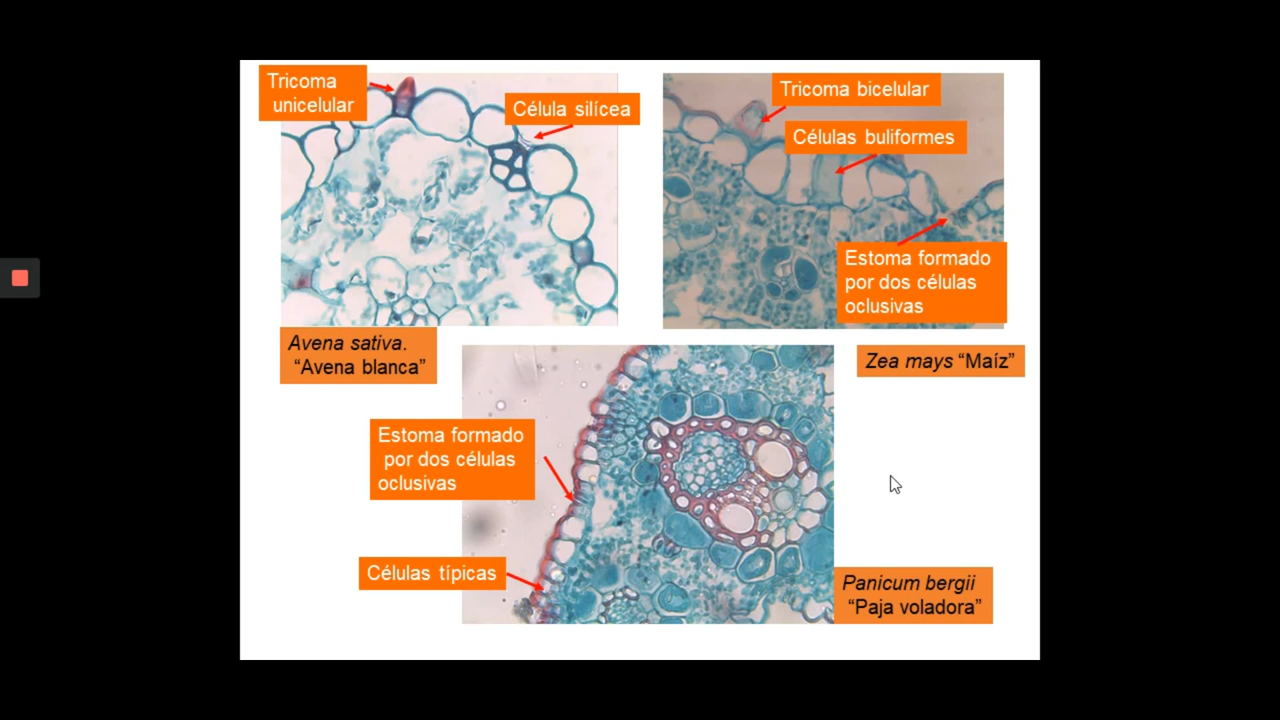 Tricoma
unicelular
Célula silícea
Avena sativa.
“Avena blanca”
Tricoma bicelular
Células buliformes
Estoma formado
por dos células
oclusivas
Zea mays “Maíz”
Estoma formado
por dos células
oclusivas
Células típicas
Panicum bergii
“Paja voladora”